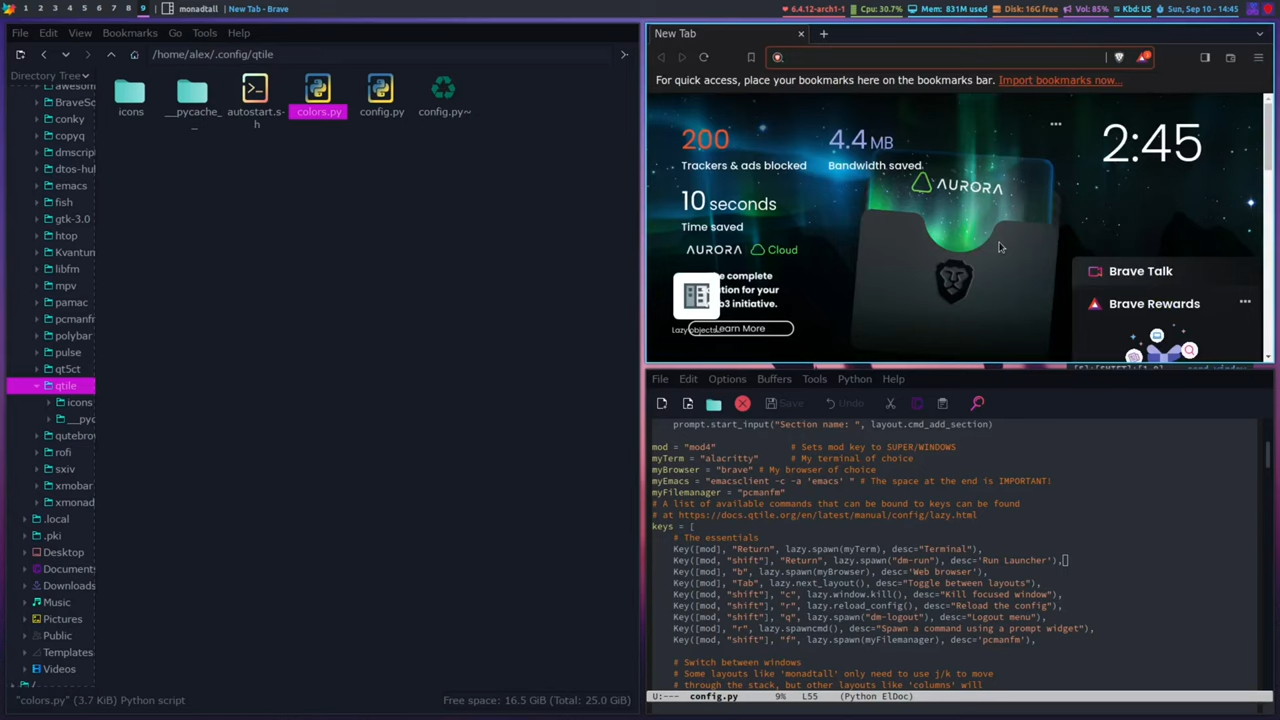 1 2 3 4 5 6 7 8 9 monadtall New Tab - Brave
6.4.12-arch1-1 Cpu: 30.7% Mem: 831M used Disk: 16G free Vol: 85% Kbd: US Sun, Sep 10 - 14:45
File Edit View Bookmarks Go Tools Help
/home/alex/.config/qtile
Directory Tree
awesom
BraveSo
conky
copyq
dmscrip
dtos-hu
emacs
fish
gtk-3.0
htop
Kvantu
libfm
mpv
pamac
pcmanf
polybar
pulse
qt5ct
qtile
icons
__pyc
qutebro
rofi
sxiv
xmobar
xmonad
.local
.pki
Desktop
Document
Downloads
Music
Pictures
Public
Templates
Videos
icons
__pycache_
_
autostart.s-
h
colors.py
config.py
config.py~
"colors.py" (3.7 KiB) Python script
Free space: 16.5 GiB (Total: 25.0 GiB)
New Tab
For quick access, place your bookmarks here on the bookmarks bar. Import bookmarks now...
200
Trackers & ads blocked
4.4 MB
Bandwidth saved
2:45
10 seconds
Time saved
AURORA
AURORA Cloud
e complete
ution for your
b3 initiative.
Learn More
Lazy objects
Brave Talk
Brave Rewards
File Edit Options Buffers Tools Python Help
Save Undo
prompt.start_input("Section name: ", layout.cmd_add_section)
mod = "mod4" # Sets mod key to SUPER/WINDOWS
myTerm = "alacritty" # My terminal of choice
myBrowser = "brave" # My browser of choice
myEmacs = "emacsclient -c -a 'emacs' " # The space at the end is IMPORTANT!
myFilemanager = "pcmanfm"
# A list of available commands that can be bound to keys can be found
# at https://docs.qtile.org/en/latest/manual/config/lazy.html
keys = [
# The essentials
Key([mod], "Return", lazy.spawn(myTerm), desc="Terminal"),
Key([mod, "shift"], "Return", lazy.spawn("dm-run"), desc='Run Launcher'),
Key([mod], "b", lazy.spawn(myBrowser), desc='Web browser'),
Key([mod], "Tab", lazy.next_layout(), desc="Toggle between layouts"),
Key([mod, "shift"], "c", lazy.window.kill(), desc="Kill focused window"),
Key([mod, "shift"], "r", lazy.reload_config(), desc="Reload the config"),
Key([mod, "shift"], "q", lazy.spawn("dm-logout"), desc="Logout menu"),
Key([mod], "r", lazy.spawncmd(), desc="Spawn a command using a prompt widget"),
Key([mod, "shift"], "f", lazy.spawn(myFilemanager), desc='pcmanfm'),
# Switch between windows
# Some layouts like 'monadtall' only need to use j/k to move
# through the stack, but other layouts like 'columns' will
U:--- config.py 9% L55 (Python ElDoc)